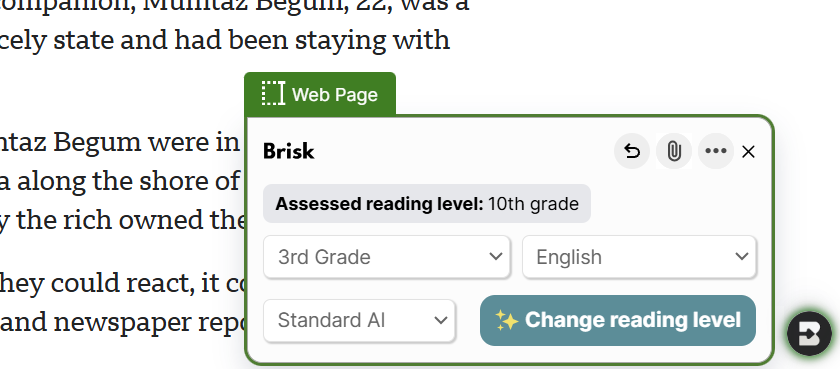 companion, Mumtaz Begum, 22, was a
cely state and had been staying with
Web Page
ntaz Begum were in
a along the shore of
y the rich owned the
hey could react, it co
and newspaper repo
Brisk
Assessed reading level: 10th grade
3rd Grade
English
Standard AI
Change reading level